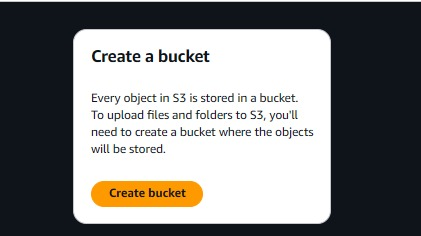 Create a bucket
Every object in S3 is stored in a bucket.
To upload files and folders to S3, you'll
need to create a bucket where the objects
will be stored.
Create bucket